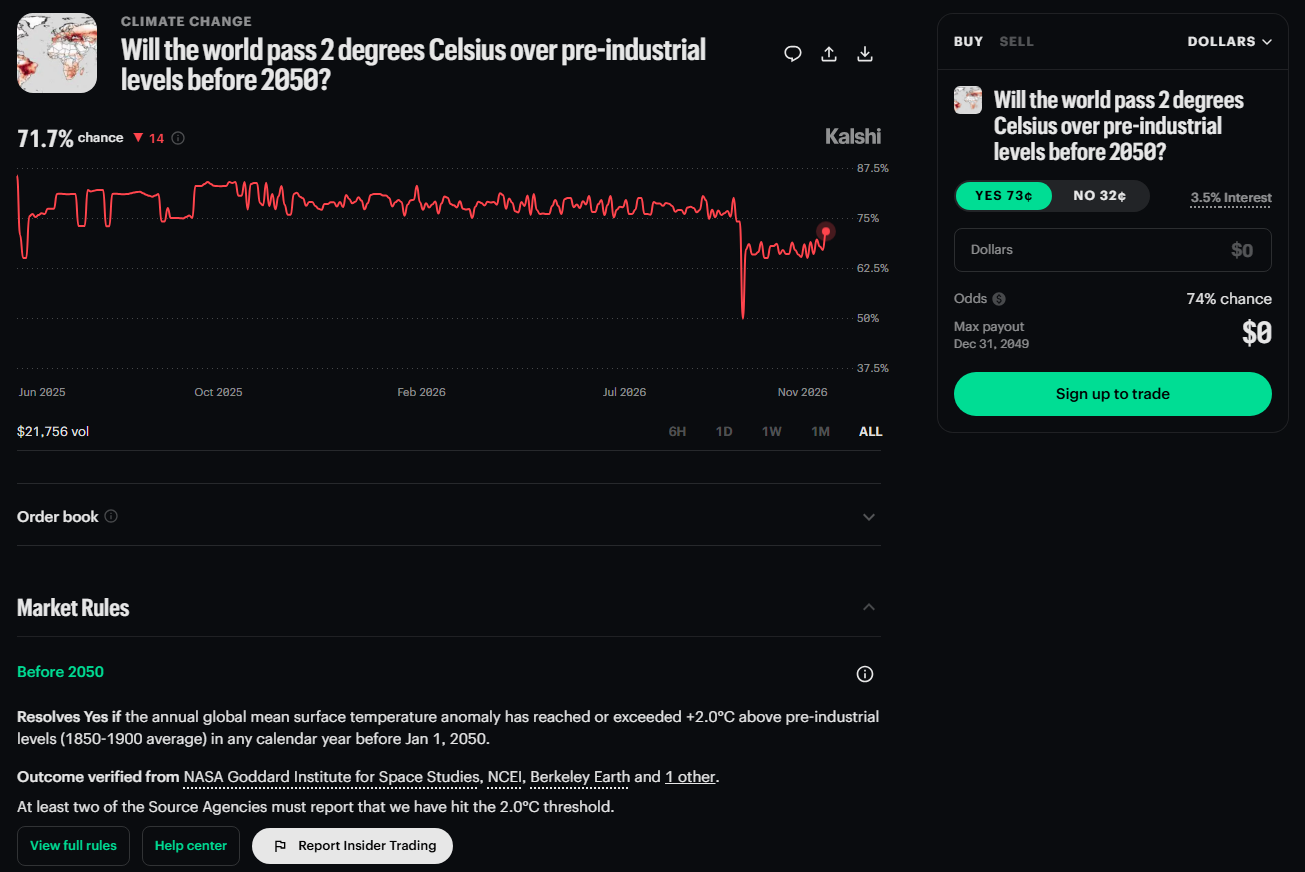 CLIMATE CHANGE
Will the world pass 2 degrees Celsius over pre-industrial
levels before 2050?
71.7% chance ▼ 14
Kalshi
87.5%
75%
62.5%
50%
37.5%
Jun 2025 Oct 2025 Feb 2026 Jul 2026 Nov 2026
$21,756 vol
6H 1D 1W 1M ALL
Order book
Market Rules
Before 2050
Resolves Yes if the annual global mean surface temperature anomaly has reached or exceeded +2.0°C above pre-industrial
levels (1850-1900 average) in any calendar year before Jan 1, 2050.
Outcome verified from NASA Goddard Institute for Space Studies, NCEI, Berkeley Earth and 1 other.
At least two of the Source Agencies must report that we have hit the 2.0°C threshold.
View full rules
Help center
Report Insider Trading
BUY SELL
DOLLARS
Will the world pass 2 degrees
Celsius over pre-industrial
levels before 2050?
YES 73¢ NO 32¢
3.5% Interest
Dollars $0
Odds 74% chance
Max payout
Dec 31, 2049
$0
Sign up to trade